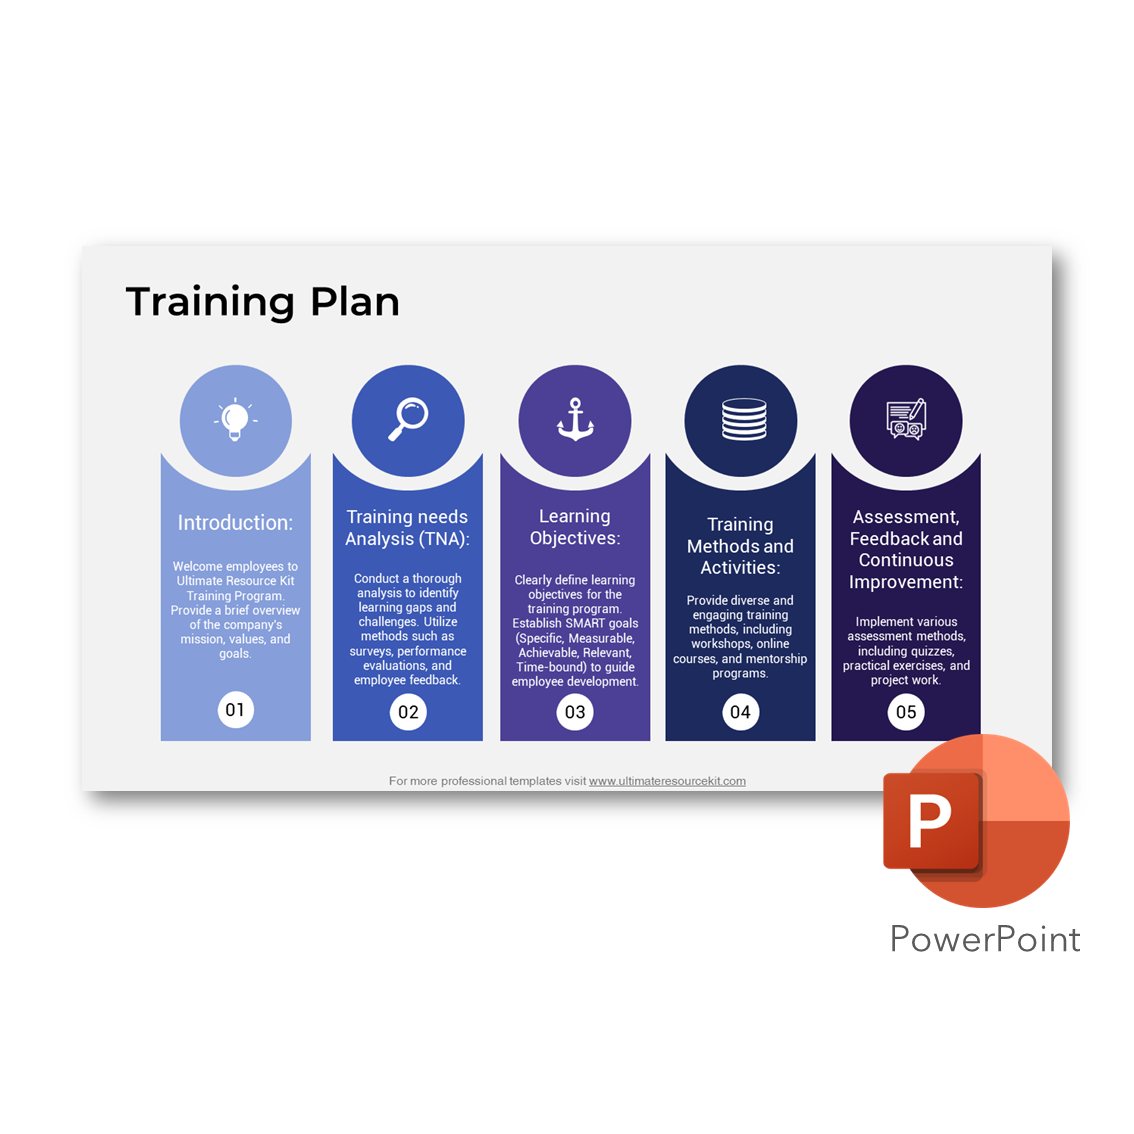 Training Plan
Introduction:
Welcome employees to
Ultimate Resource Kit
Training Program.
Provide a brief overview
of the company's
mission, values, and
goals.
01
Training needs
Analysis (TNA):
Conduct a thorough
analysis to identify
learning gaps and
challenges. Utilize
methods such as
surveys, performance
evaluations, and
employee feedback.
02
Learning
Objectives:
Clearly define learning
objectives for the
training program.
Establish SMART goals
(Specific, Measurable,
Achievable, Relevant,
Time-bound) to guide
employee development.
03
Training
Methods and
Activities:
Provide diverse and
engaging training
methods, including
workshops, online
courses, and mentorship
programs.
04
Assessment,
Feedback and
Continuous
Improvement:
Implement various
assessment methods,
including quizzes,
practical exercises, and
project work.
05
For more professional templates visit www.ultimateresourcekit.com
P
PowerPoint